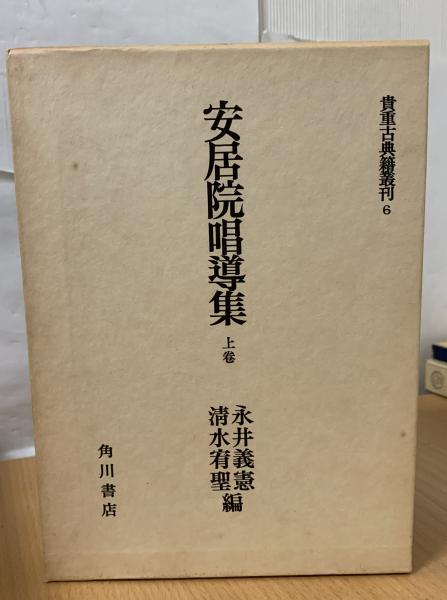 貴重古典籍叢刊6
安居院唱導集 上卷
永井義憲
清水宥聖
編
角川書店